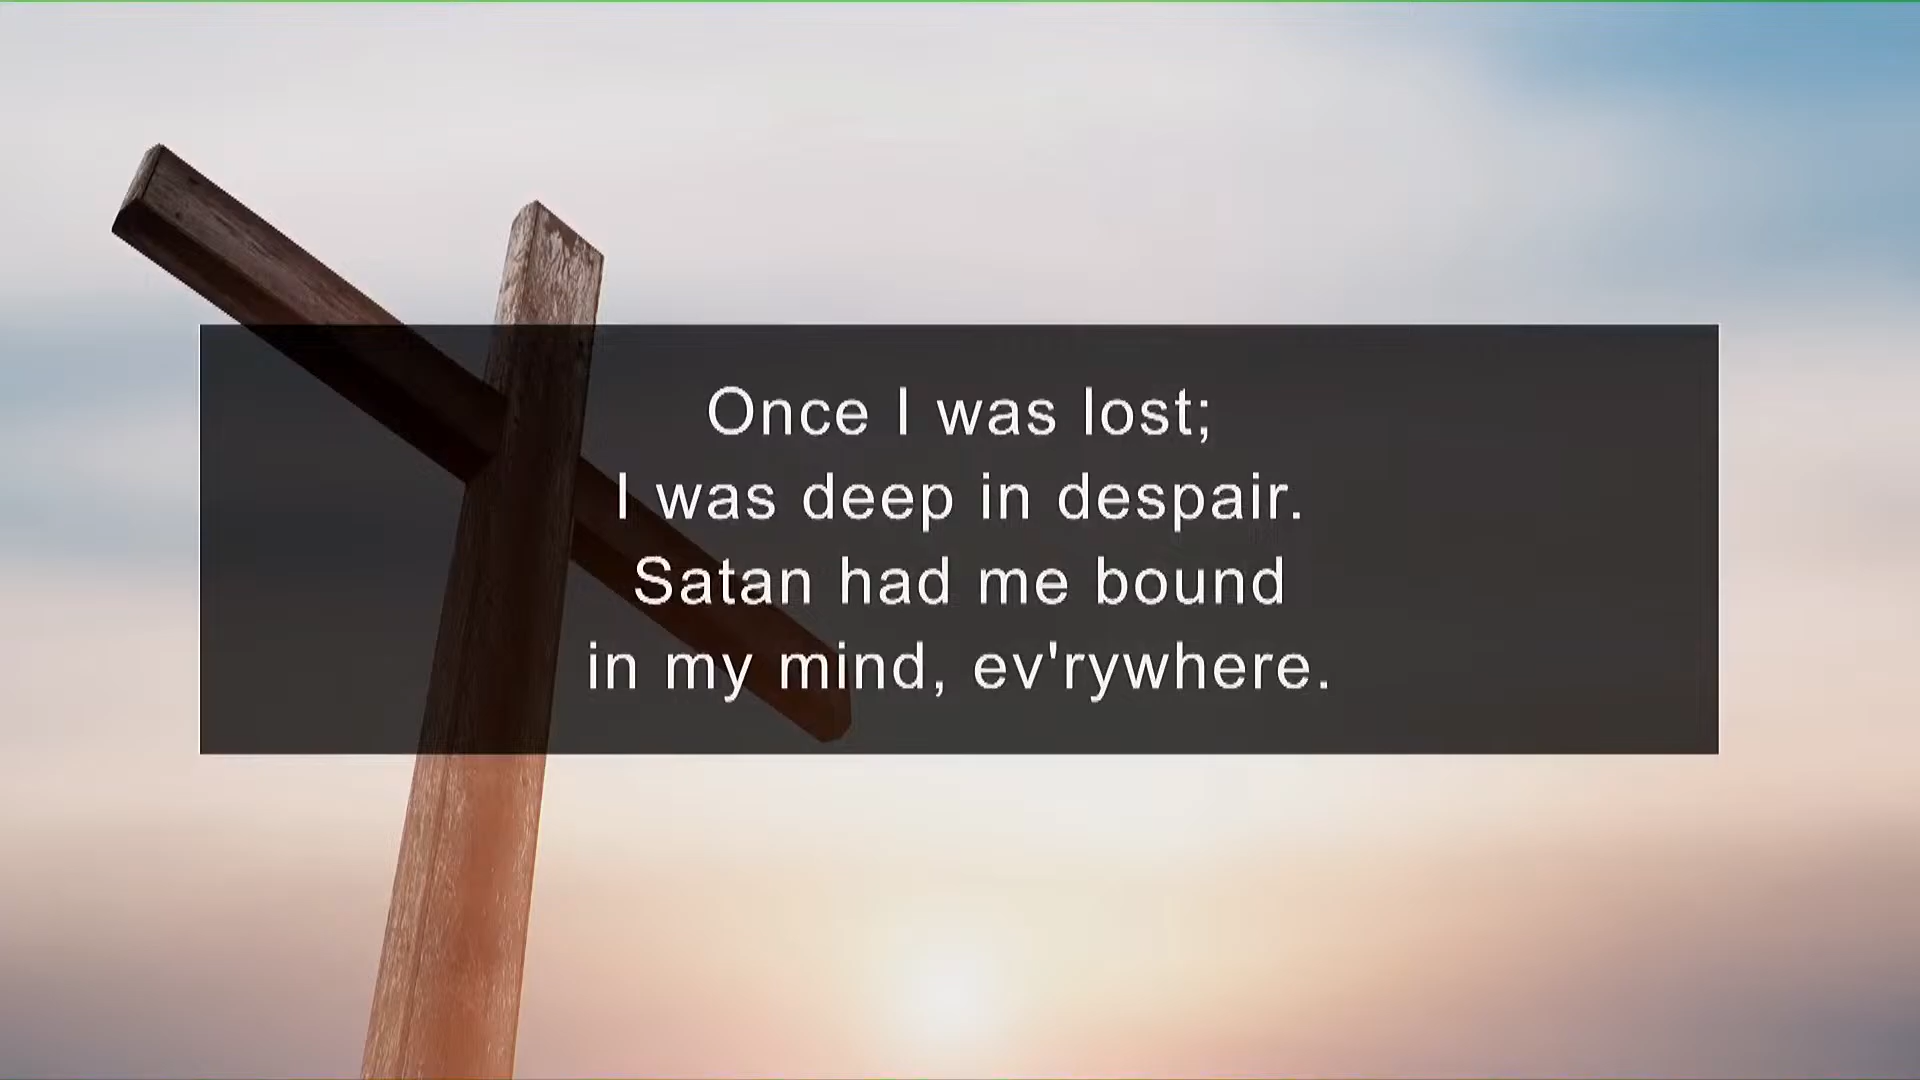 Once I was lost;
I was deep in despair.
Satan had me bound
in my mind, ev'rywhere.